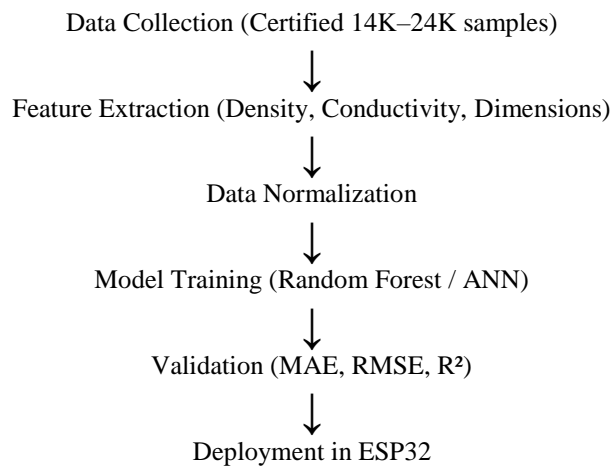 Data Collection (Certified 14K–24K samples)
Feature Extraction (Density, Conductivity, Dimensions)
Data Normalization
Model Training (Random Forest / ANN)
Validation (MAE, RMSE, R²)
Deployment in ESP32